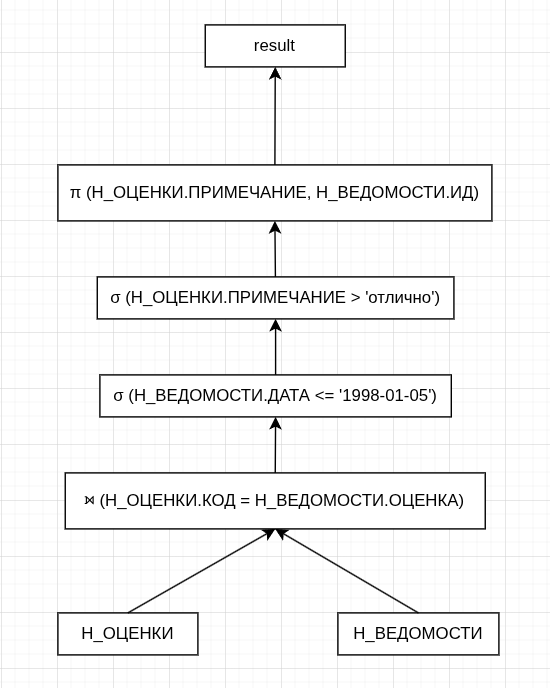 result
π (Н_ОЦЕНКИ.ПРИМЕЧАНИЕ, Н_ВЕДОМОСТИ.ИД)
σ (Н_ОЦЕНКИ.ПРИМЕЧАНИЕ > 'отлично')
σ (Н_ВЕДОМОСТИ.ДАТА <= '1998-01-05')
⋈ (Н_ОЦЕНКИ.КОД = Н_ВЕДОМОСТИ.ОЦЕНКА)
Н_ОЦЕНКИ
Н_ВЕДОМОСТИ